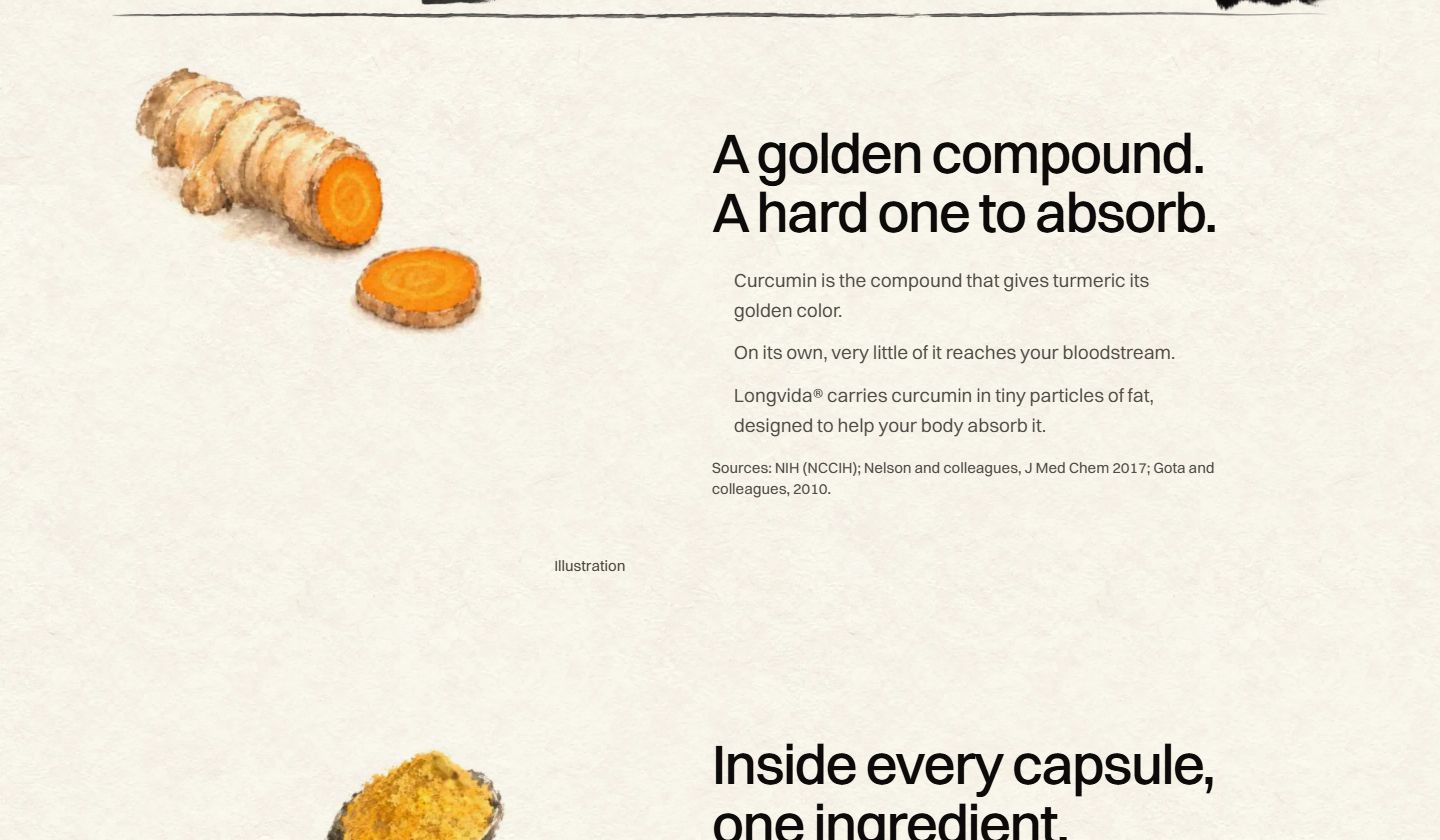 A golden compound.
A hard one to absorb.
Curcumin is the compound that gives turmeric its
golden color.
On its own, very little of it reaches your bloodstream.
Longvida® carries curcumin in tiny particles of fat,
designed to help your body absorb it.
Sources: NIH (NCCIH); Nelson and colleagues, J Med Chem 2017; Gota and
colleagues, 2010.
Illustration
Inside every capsule,
one ingredient.